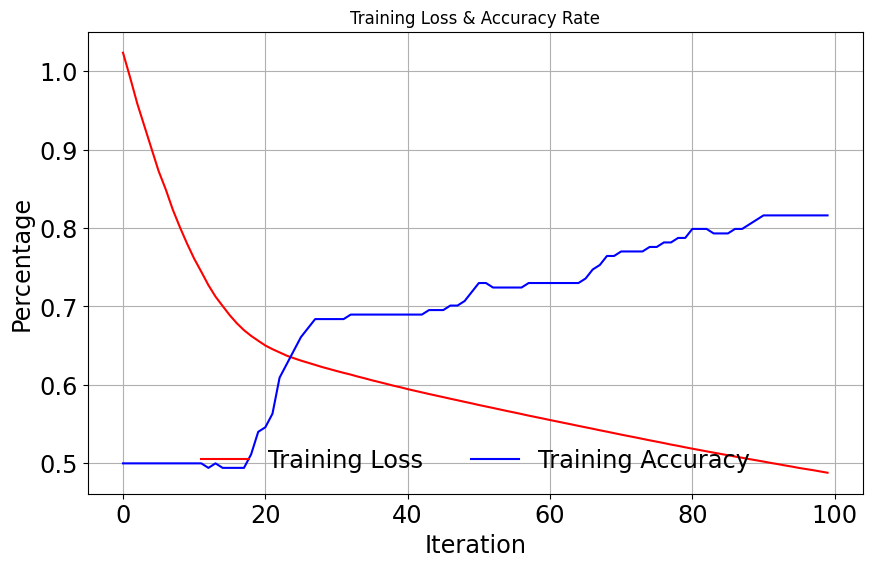 Training Loss & Accuracy Rate
Percentage
1.0
0.9
0.8
0.7
0.6
0.5
Training Loss Training Accuracy
0 20 40 60 80 100
Iteration